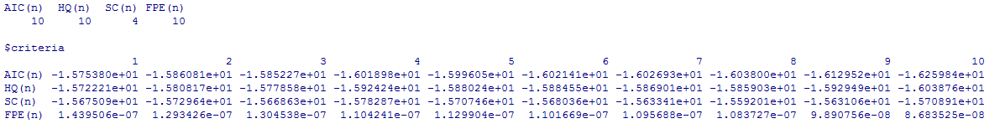 AIC(n)  HQ(n)  SC(n) FPE(n)
    10     10      4     10

$criteria
                   1             2             3             4             5             6             7             8             9            10
AIC(n) -1.575380e+01 -1.586081e+01 -1.585227e+01 -1.601898e+01 -1.599605e+01 -1.602141e+01 -1.602693e+01 -1.603800e+01 -1.612952e+01 -1.625984e+01
HQ(n)  -1.572221e+01 -1.580817e+01 -1.577858e+01 -1.592424e+01 -1.588024e+01 -1.588455e+01 -1.586901e+01 -1.585903e+01 -1.592949e+01 -1.603876e+01
SC(n)  -1.567509e+01 -1.572964e+01 -1.566863e+01 -1.578287e+01 -1.570746e+01 -1.568036e+01 -1.563341e+01 -1.559201e+01 -1.563106e+01 -1.570891e+01
FPE(n)  1.439506e-07  1.293426e-07  1.304538e-07  1.104241e-07  1.129904e-07  1.101669e-07  1.095688e-07  1.083727e-07  9.890756e-08  8.683525e-08